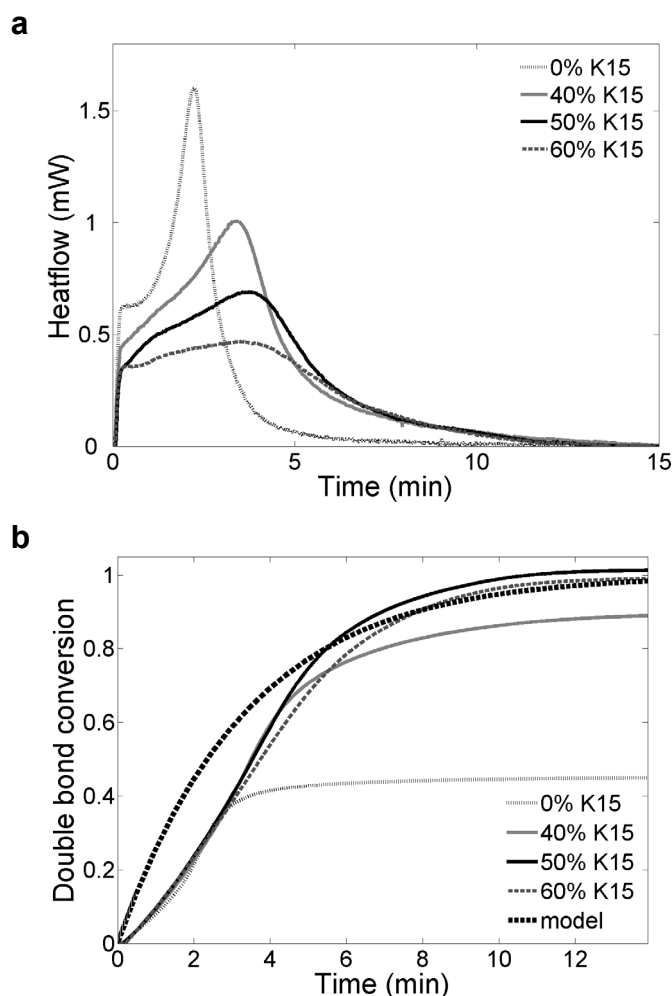 a
Heatflow (mW)
1.5
1
0.5
0
0
5
10
15
Time (min)
0% K15
40% K15
50% K15
60% K15
b
Double bond conversion
1
0.8
0.6
0.4
0.2
0
0
2
4
6
8
10
12
Time (min)
0% K15
40% K15
50% K15
60% K15
model